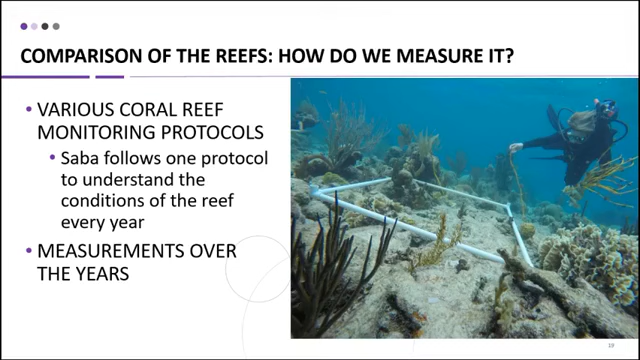 COMPARISON OF THE REEFS: HOW DO WE MEASURE IT?
• VARIOUS CORAL REEF
MONITORING PROTOCOLS
• Saba follows one protocol
to understand the
conditions of the reef
every year
• MEASUREMENTS OVER
THE YEARS